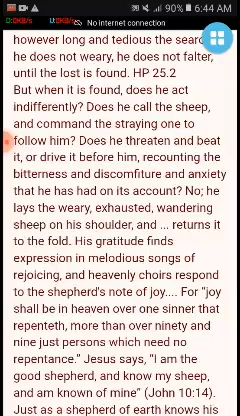 0:0KB/s U:0KB/s No internet connection 90% 6:44 AM
however long and tedious the sear
he does not weary, he does not falter,
until the lost is found. HP 25.2
But when it is found, does he act
indifferently? Does he call the sheep,
and command the straying one to
follow him? Does he threaten and beat
it, or drive it before him, recounting the
bitterness and discomfiture and anxiety
that he has had on its account? No; he
lays the weary, exhausted, wandering
sheep on his shoulder, and ... returns it
to the fold. His gratitude finds
expression in melodious songs of
rejoicing, and heavenly choirs respond
to the shepherd's note of joy.... For "joy
shall be in heaven over one sinner that
repenteth, more than over ninety and
nine just persons which need no
repentance." Jesus says, "I am the
good shepherd, and know my sheep,
and am known of mine" (John 10:14).
Just as a shepherd of earth knows his